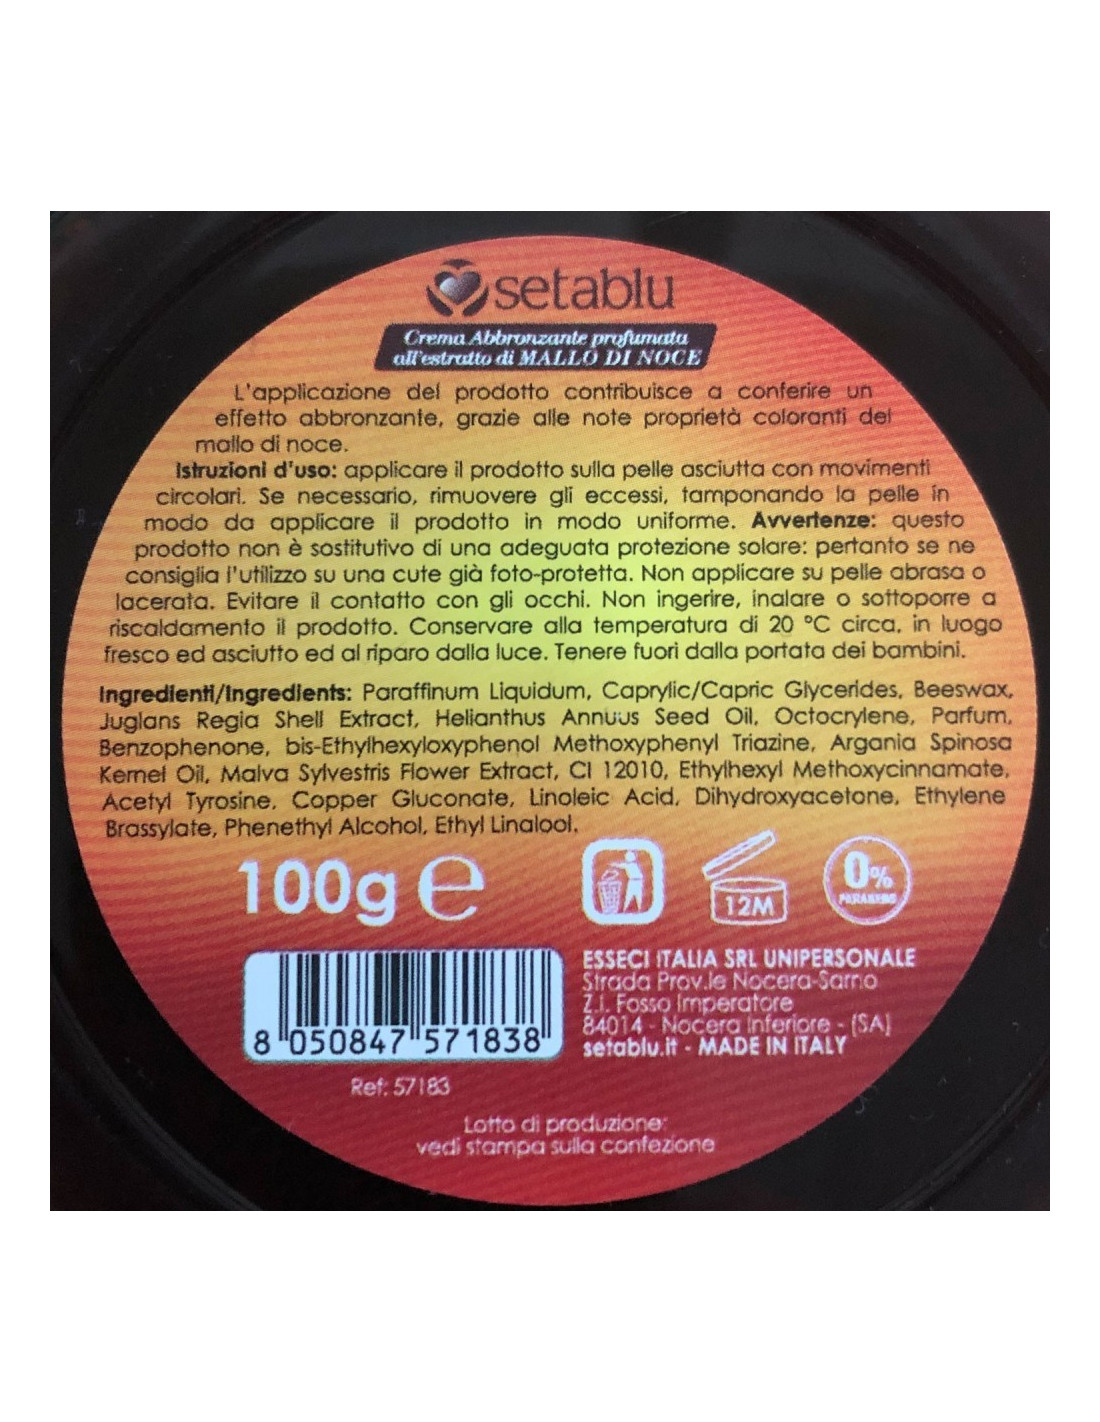 setablu
Crema Abbronzante profumata
all'estratto di MALLO DI NOCE
L'applicazione del prodotto contribuisce a conferire un
effetto abbronzante, grazie alle note proprietà coloranti del
mallo di noce.
Istruzioni d'uso: applicare il prodotto sulla pelle asciutta con movimenti
circolari. Se necessario, rimuovere gli eccessi, tamponando la pelle in
modo da applicare il prodotto in modo uniforme. Avvertenze: questo
prodotto non è sostitutivo di una adeguata protezione solare: pertanto se ne
consiglia l'utilizzo su una cute già foto-protetta. Non applicare su pelle abrasa o
lacerata. Evitare il contatto con gli occhi. Non ingerire, inalare o sottoporre a
riscaldamento il prodotto. Conservare alla temperatura di 20 °C circa, in luogo
fresco ed asciutto ed al riparo dalla luce. Tenere fuori dalla portata dei bambini.
Ingredienti/Ingredients: Paraffinum Liquidum, Caprylic/Capric Glycerides, Beeswax,
Juglans Regia Shell Extract, Helianthus Annuus Seed Oil, Octocrylene, Parfum,
Benzophenone, bis-Ethylhexyloxyphenol Methoxyphenyl Triazine, Argania Spinosa
Kernel Oil, Malva Sylvestris Flower Extract, CI 12010, Ethylhexyl Methoxycinnamate,
Acetyl Tyrosine, Copper Gluconate, Linoleic Acid, Dihydroxyacetone, Ethylene
Brassylate, Phenethyl Alcohol, Ethyl Linalool.
100g e
12M
0%
PARABENS
ESSECI ITALIA SRL UNIPERSONALE
Strada Prov.le Nocera-Sarno
Z.I. Fosso Imperatore
84014 - Nocera Inferiore - (SA)
setablu.it - MADE IN ITALY
8 050847 571838
Ref: 57183
Lotto di produzione:
vedi stampa sulla confezione